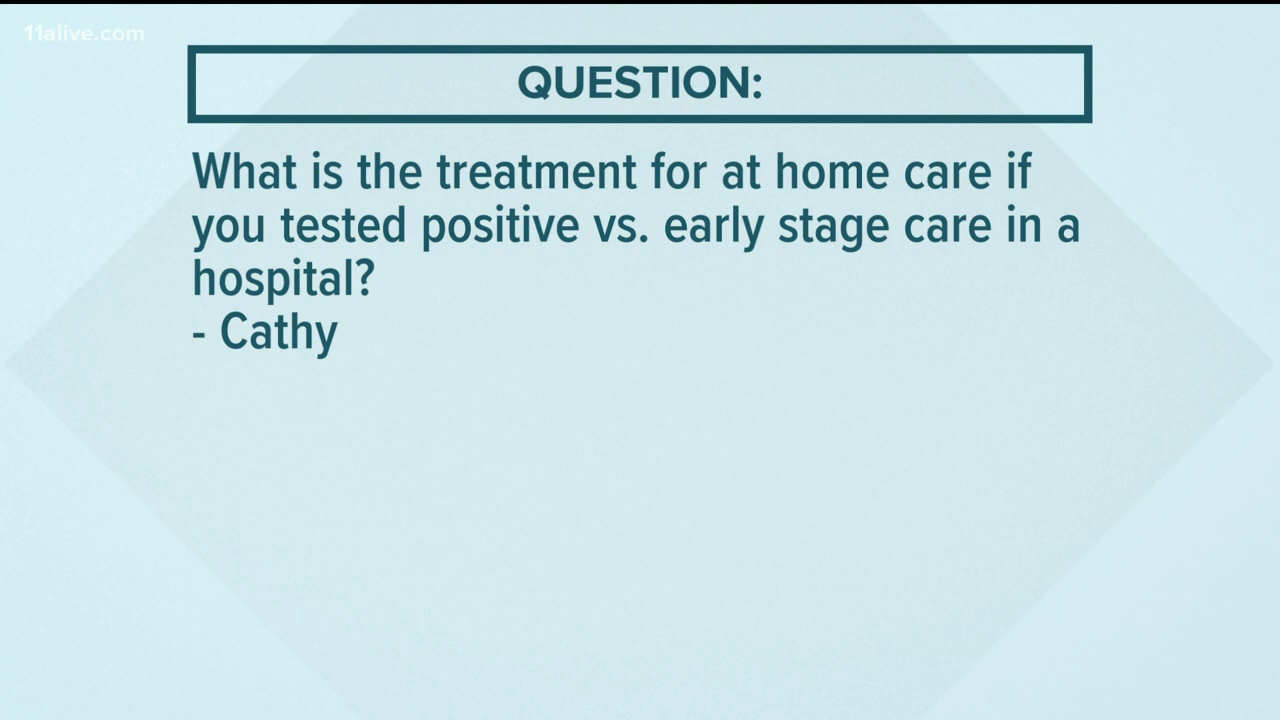 11alive.com
QUESTION:
What is the treatment for at home care if
you tested positive vs. early stage care in a
hospital?
- Cathy